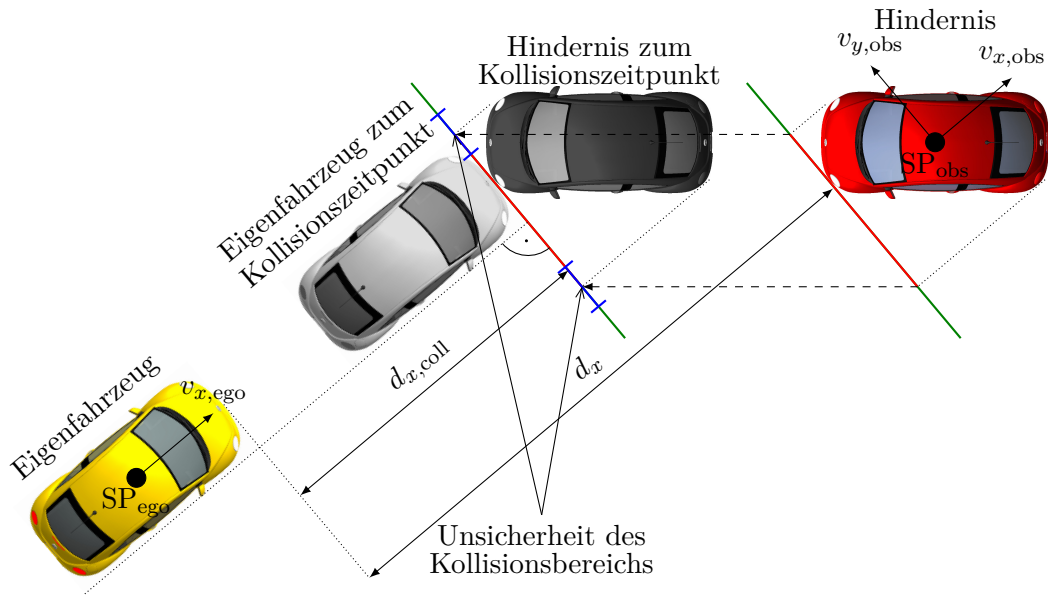 Hindernis
v_{y,obs}
v_{x,obs}
SP_{obs}
Hindernis zum
Kollisionszeitpunkt
Eigenfahrzeug zum
Kollisionszeitpunkt
d_{x,coll}
d_x
Eigenfahrzeug
v_{x,ego}
SP_{ego}
Unsicherheit des
Kollisionsbereichs